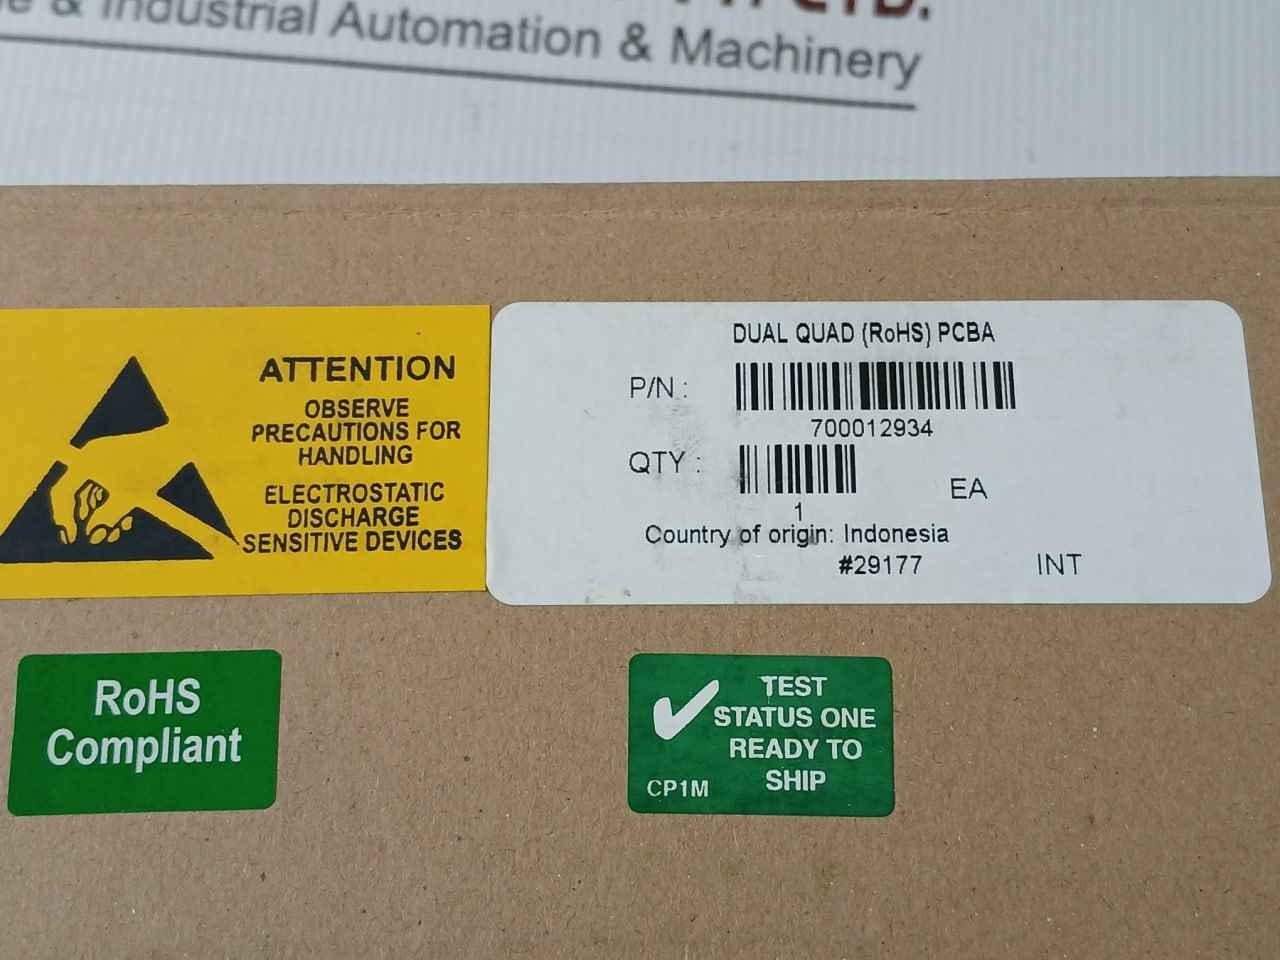 LTD.
& Industrial Automation & Machinery
ATTENTION
OBSERVE
PRECAUTIONS FOR
HANDLING
ELECTROSTATIC
DISCHARGE
SENSITIVE DEVICES
DUAL QUAD (RoHS) PCBA
P/N :
700012934
QTY :
EA
1
Country of origin: Indonesia
#29177 INT
RoHS
Compliant
TEST
STATUS ONE
READY TO
SHIP
CP1M